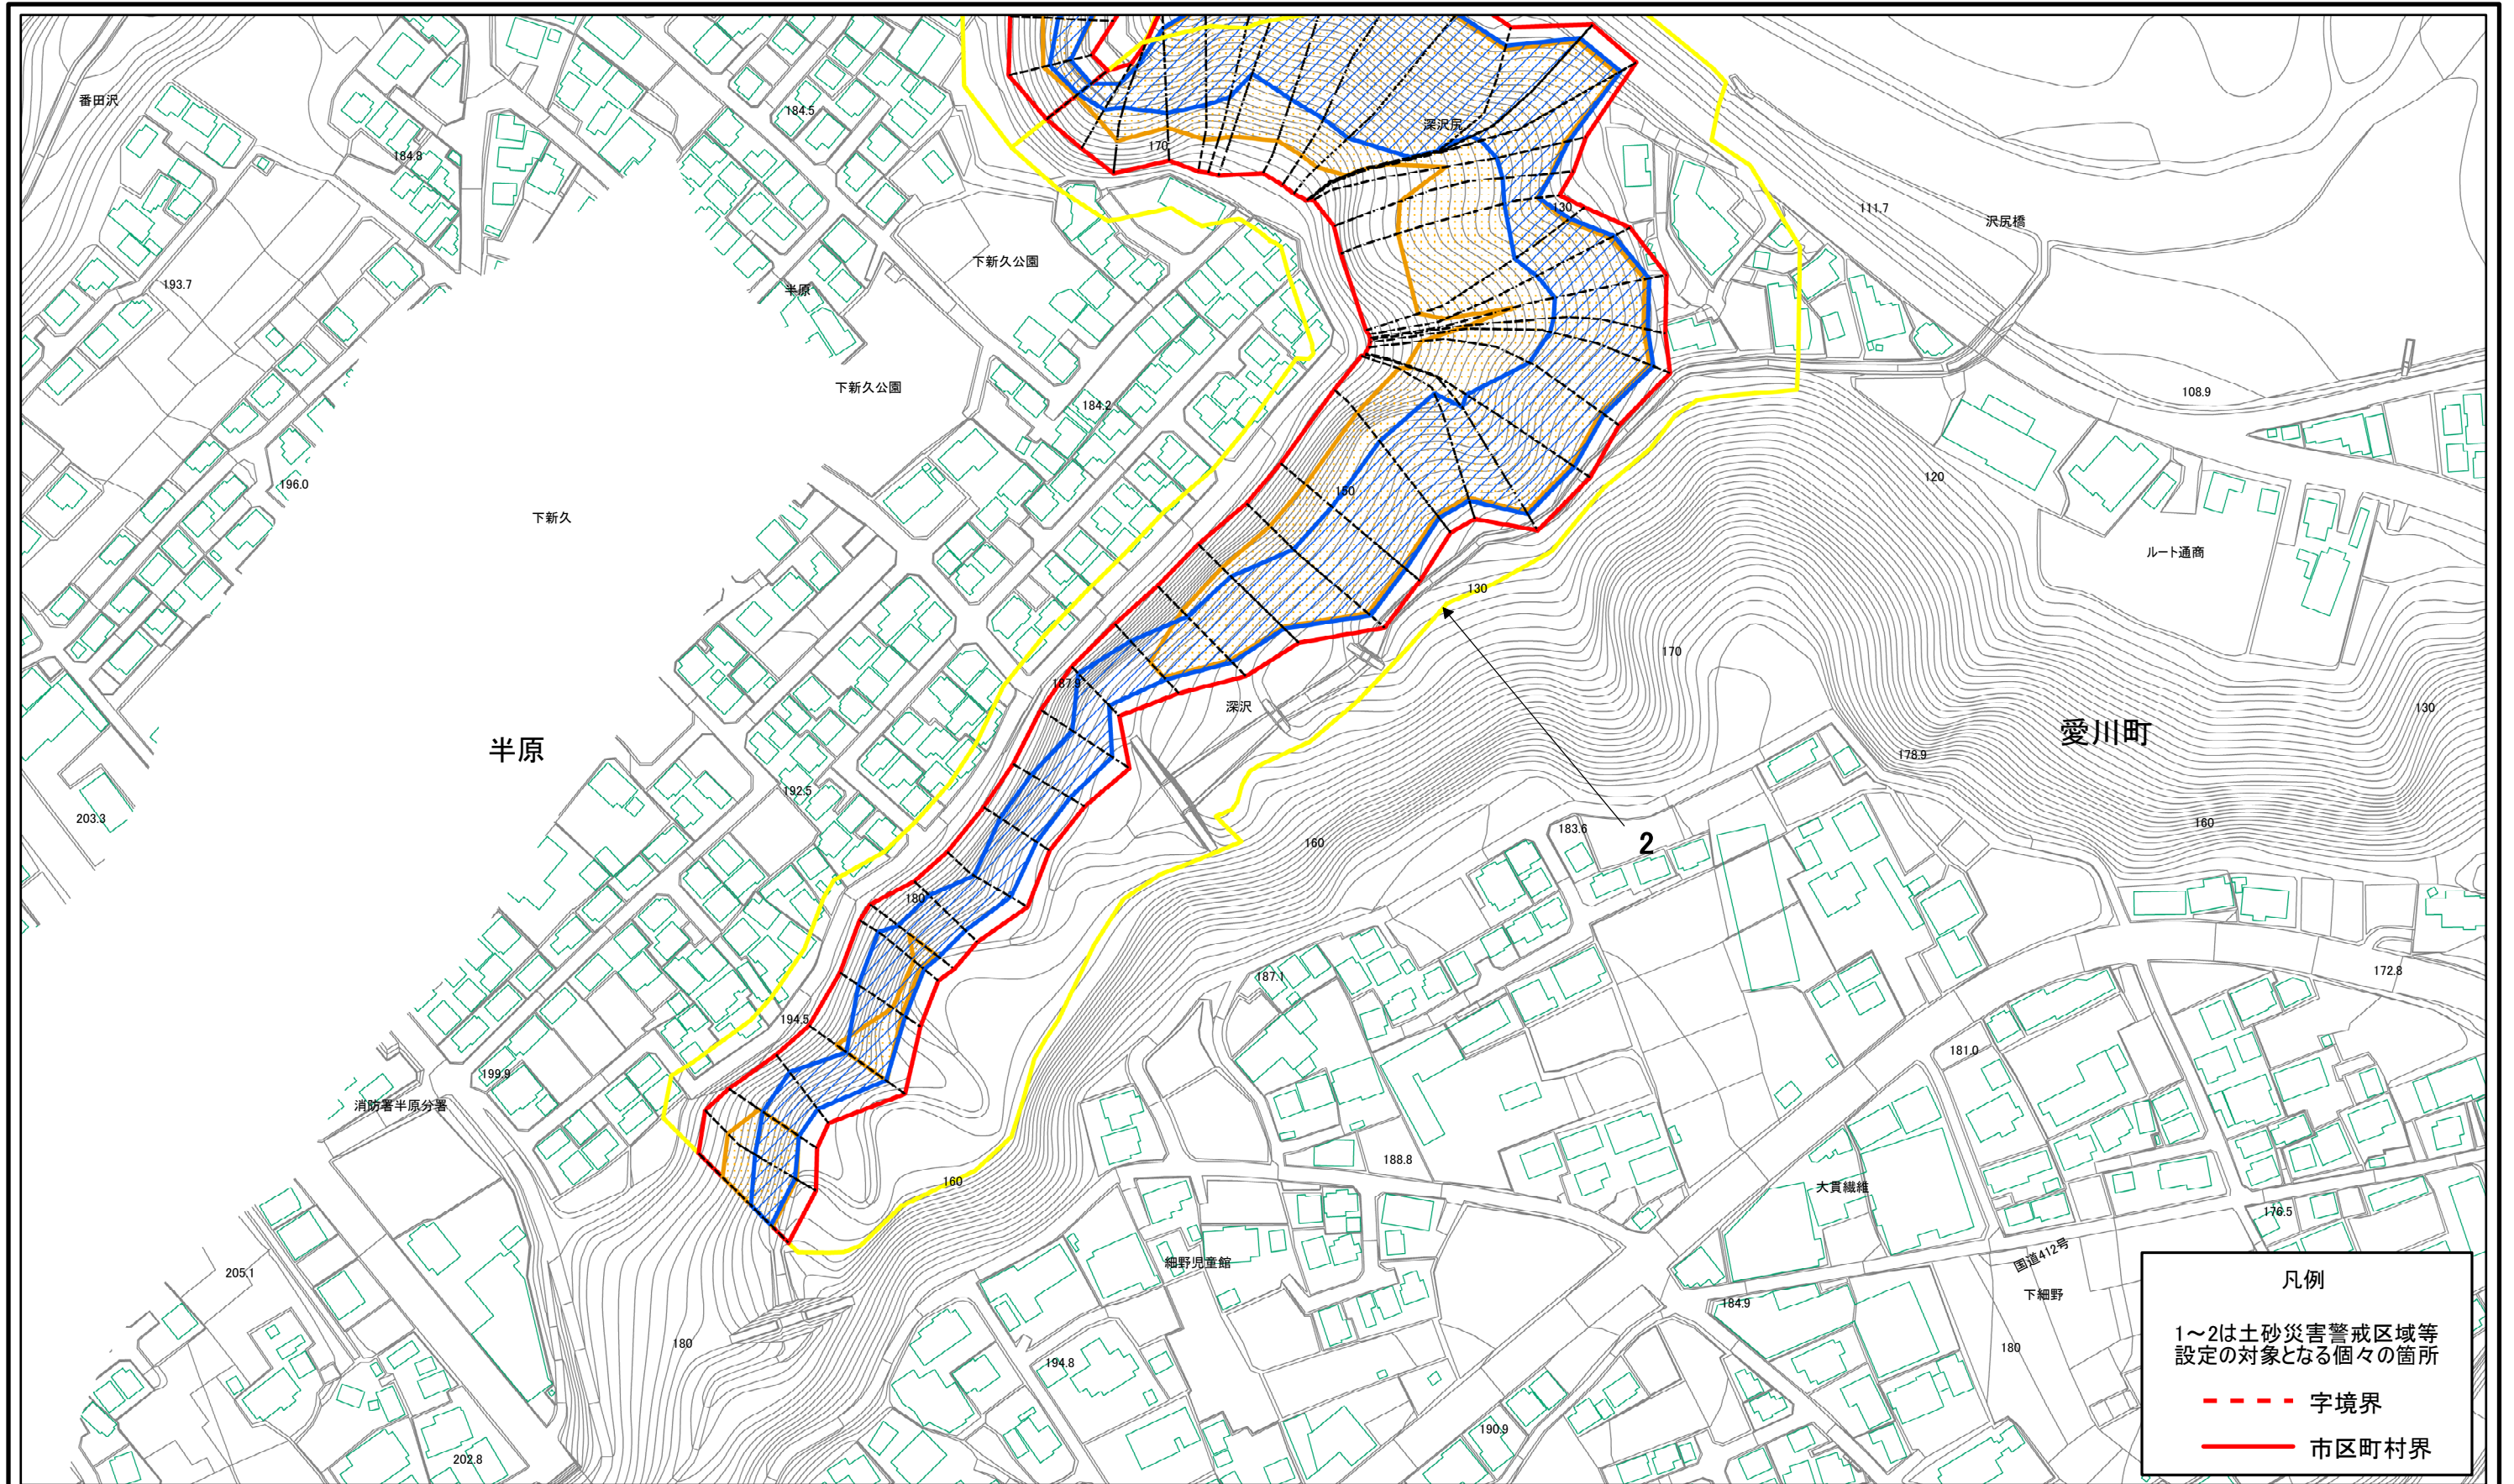 番田沢
184.5
184.8
170
深沢尻
130
111.7
沢尻橋
193.7
半原
下新久公園
下新久公園
184.2
108.9
196.0
下新久
150
120
ルート通商
130
170
187.9
深沢
130
半原
愛川町
178.9
192.5
203.3
2
183.6
160
160
180
187.1
172.8
194.5
199.9
181.0
消防署半原分署
188.8
160
大貫繊維
176.5
細野児童館
国道412号
205.1
下細野
184.9
180
180
194.8
190.9
202.8
凡例
1～2は土砂災害警戒区域等
設定の対象となる個々の箇所
字境界
市区町村界